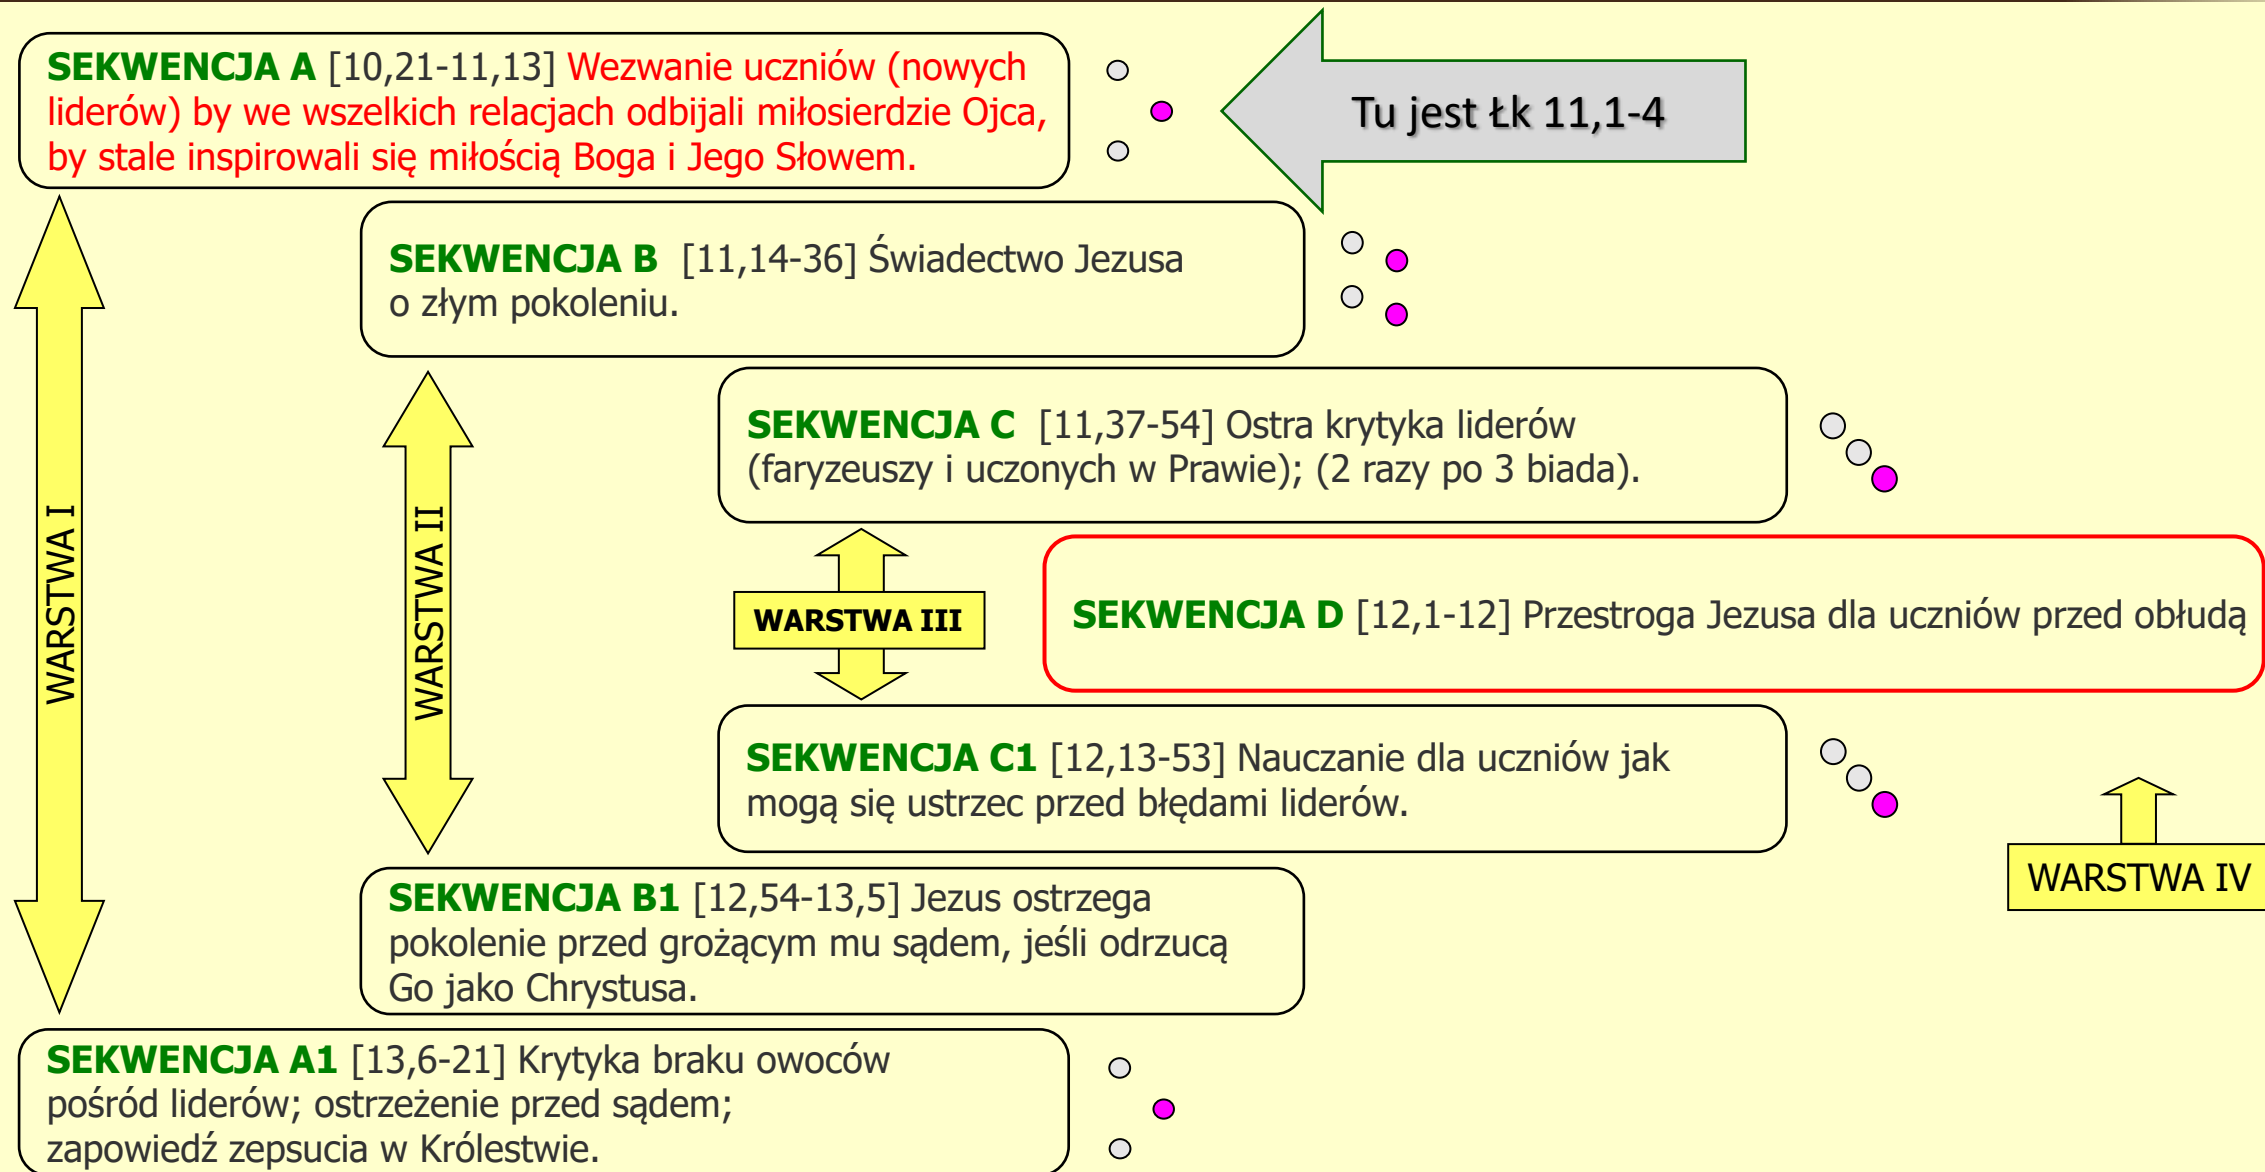 SEKWENCJA A [10,21-11,13] Wezwanie uczniów (nowych
liderów) by we wszelkich relacjach odbijali miłosierdzie Ojca,
by stale inspirowali się miłością Boga i Jego Słowem.
Tu jest Łk 11,1-4
SEKWENCJA B [11,14-36] Świadectwo Jezusa
o złym pokoleniu.
SEKWENCJA C [11,37-54] Ostra krytyka liderów
(faryzeuszy i uczonych w Prawie); (2 razy po 3 biada).
WARSTWA I
WARSTWA II
WARSTWA III
SEKWENCJA D [12,1-12] Przestroga Jezusa dla uczniów przed obłudą
SEKWENCJA C1 [12,13-53] Nauczanie dla uczniów jak
mogą się ustrzec przed błędami liderów.
WARSTWA IV
SEKWENCJA B1 [12,54-13,5] Jezus ostrzega
pokolenie przed grożącym mu sądem, jeśli odrzucą
Go jako Chrystusa.
SEKWENCJA A1 [13,6-21] Krytyka braku owoców
pośród liderów; ostrzeżenie przed sądem;
zapowiedź zepsucia w Królestwie.